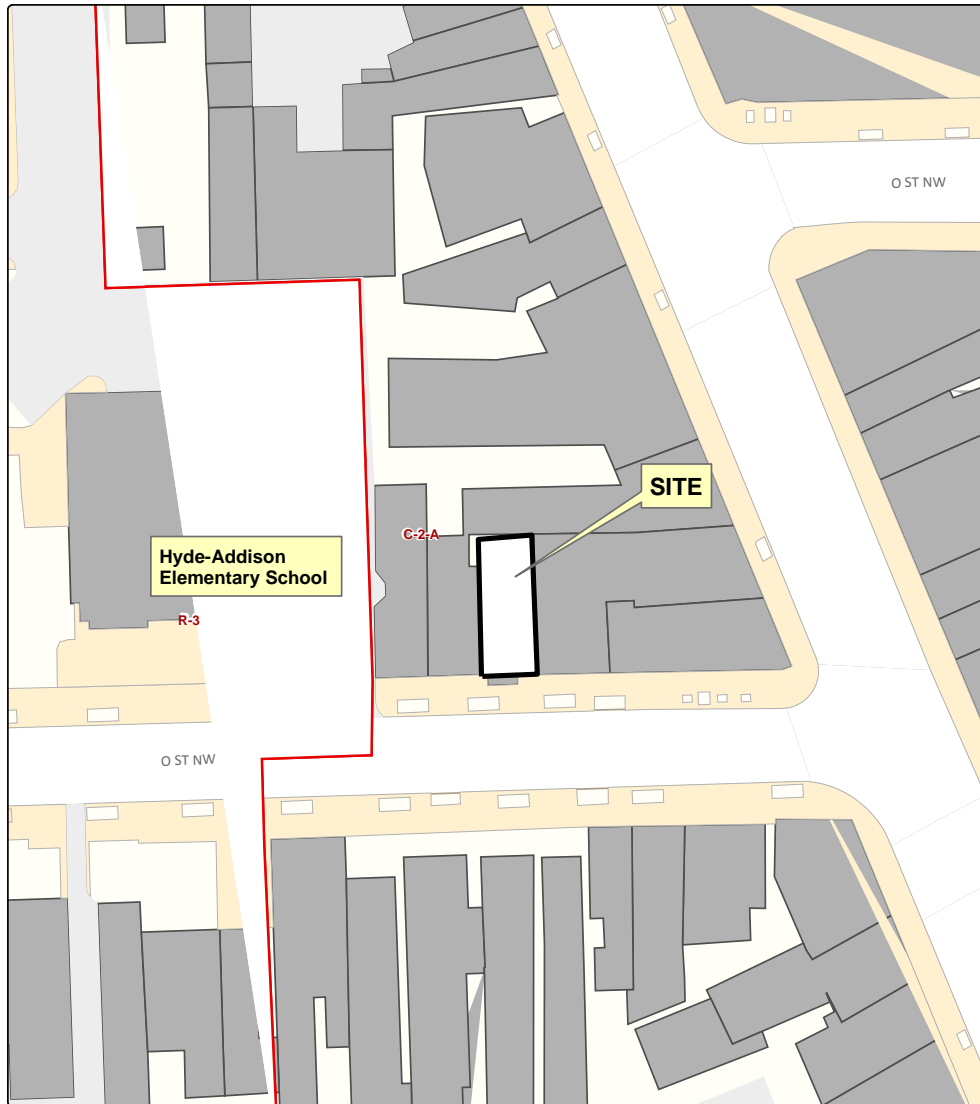 O ST NW
SITE
C-2-A
Hyde-Addison
Elementary School
R-3
O ST NW